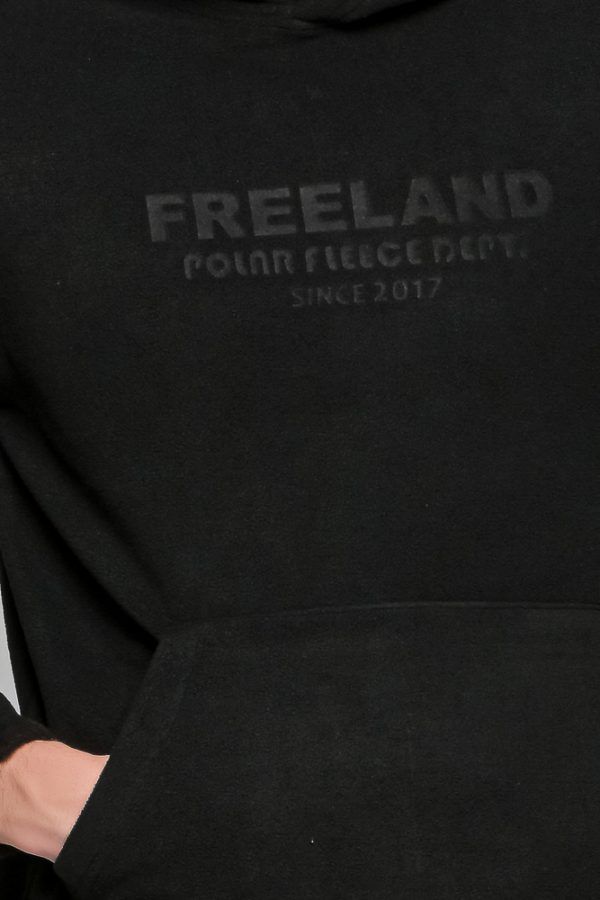 FREELAND
POLAR FLEECE DEPT.
SINCE 2017